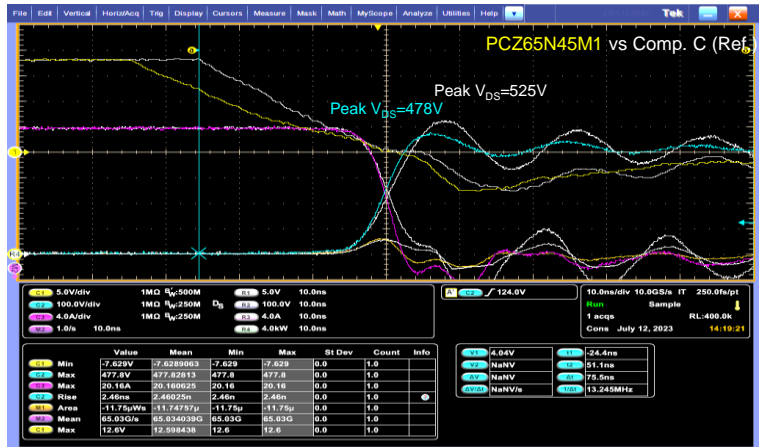 File Edit Vertical Horiz/Acq Trig Display Cursors Measure Mask Math MyScope Analyze Utilities Help Tek
PCZ65N45M1 vs Comp. C (Ref.)
Peak VDS=525V
Peak VDS=478V
C1 5.0V/div 1MΩ BW:500M R1 5.0V 10.0ns
C2 100.0V/div 1MΩ BW:250M DS R2 100.0V 10.0ns
C3 4.0A/div 1MΩ BW:250M R3 4.0A 10.0ns
M2 1.0/s 10.0ns R4 4.0kW 10.0ns
A' C2 124.0V
10.0ns/div 10.0GS/s IT 250.0fs/pt
Run Sample
1 acqs RL:400.0k
Cons July 12, 2023 14:19:21
Value Mean Min Max St Dev Count Info
C1 Min -7.629V -7.6289063 -7.629 -7.629 0.0 1.0
C2 Max 477.8V 477.82813 477.8 477.8 0.0 1.0
C3 Max 20.16A 20.160625 20.16 20.16 0.0 1.0
C2 Rise 2.46ns 2.46025n 2.46n 2.46n 0.0 1.0
M1 Area -11.75µWs -11.74757µ -11.75µ -11.75µ 0.0 1.0
M2 Mean 65.03G/s 65.034039G 65.03G 65.03G 0.0 1.0
C1 Max 12.6V 12.598438 12.6 12.6 0.0 1.0
V1 4.04V t1 -24.4ns
V2 NaNV t2 51.1ns
ΔV NaNV Δt 75.5ns
ΔV/Δt NaNV/s 1/Δt 13.245MHz